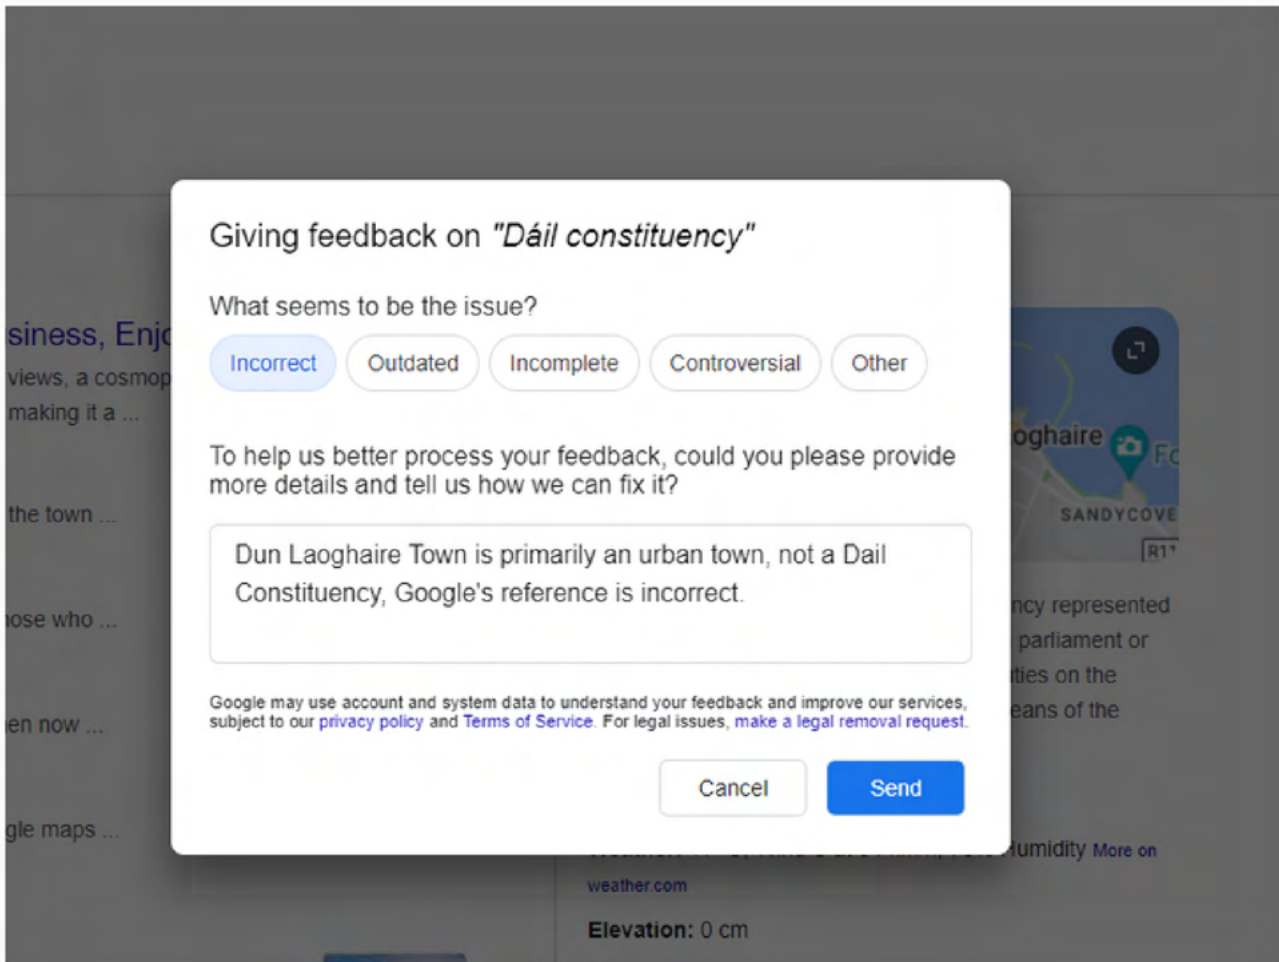 Giving feedback on "Dáil constituency"
What seems to be the issue?
Incorrect Outdated Incomplete Controversial Other
To help us better process your feedback, could you please provide
more details and tell us how we can fix it?
Dun Laoghaire Town is primarily an urban town, not a Dail
Constituency, Google's reference is incorrect.
Google may use account and system data to understand your feedback and improve our services,
subject to our privacy policy and Terms of Service. For legal issues, make a legal removal request.
Cancel Send
siness, Enjo
views, a cosmop
making it a ...
the town ...
hose who ...
en now ...
gle maps ...
oghaire
Fo
SANDYCOVE
R11
ncy represented
parliament or
ties on the
eans of the
umidity More on
weather.com
Elevation: 0 cm